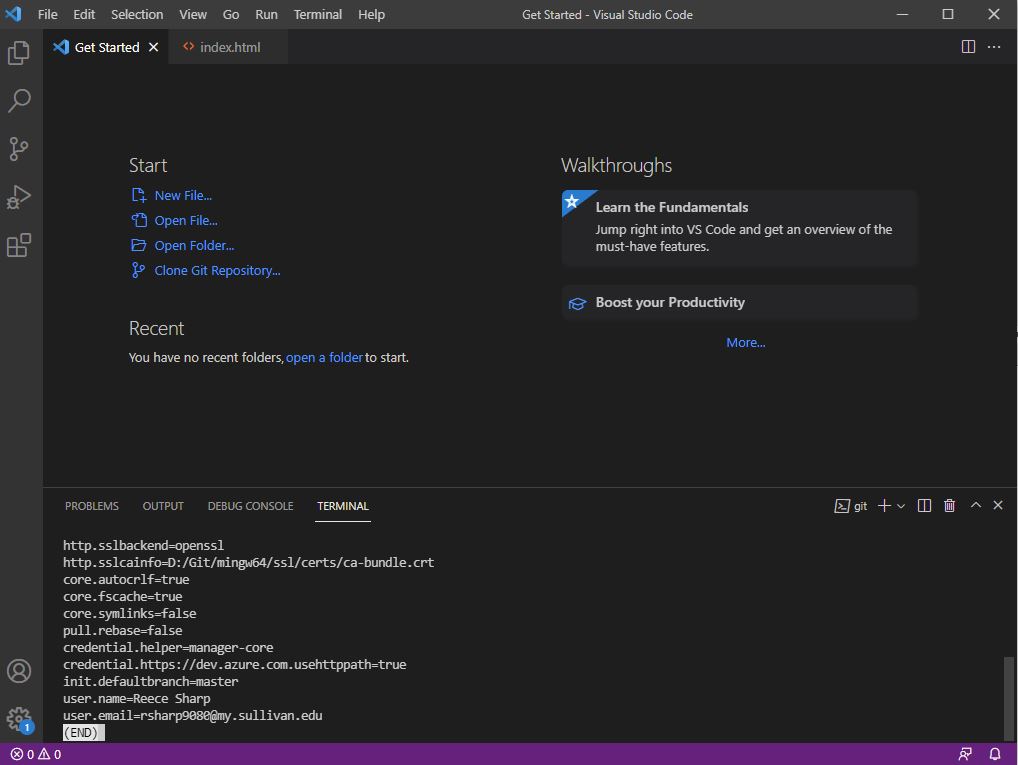 File Edit Selection View Go Run Terminal Help Get Started - Visual Studio Code
Get Started index.html
Start
New File...
Open File...
Open Folder...
Clone Git Repository...
Recent
You have no recent folders, open a folder to start.
Walkthroughs
Learn the Fundamentals
Jump right into VS Code and get an overview of the
must-have features.
Boost your Productivity
More...
PROBLEMS OUTPUT DEBUG CONSOLE TERMINAL git
http.sslbackend=openssl
http.sslcainfo=D:/Git/mingw64/ssl/certs/ca-bundle.crt
core.autocrlf=true
core.fscache=true
core.symlinks=false
pull.rebase=false
credential.helper=manager-core
credential.https://dev.azure.com.usehttppath=true
init.defaultbranch=master
user.name=Reece Sharp
user.email=rsharp9080@my.sullivan.edu
(END)
1
0 0